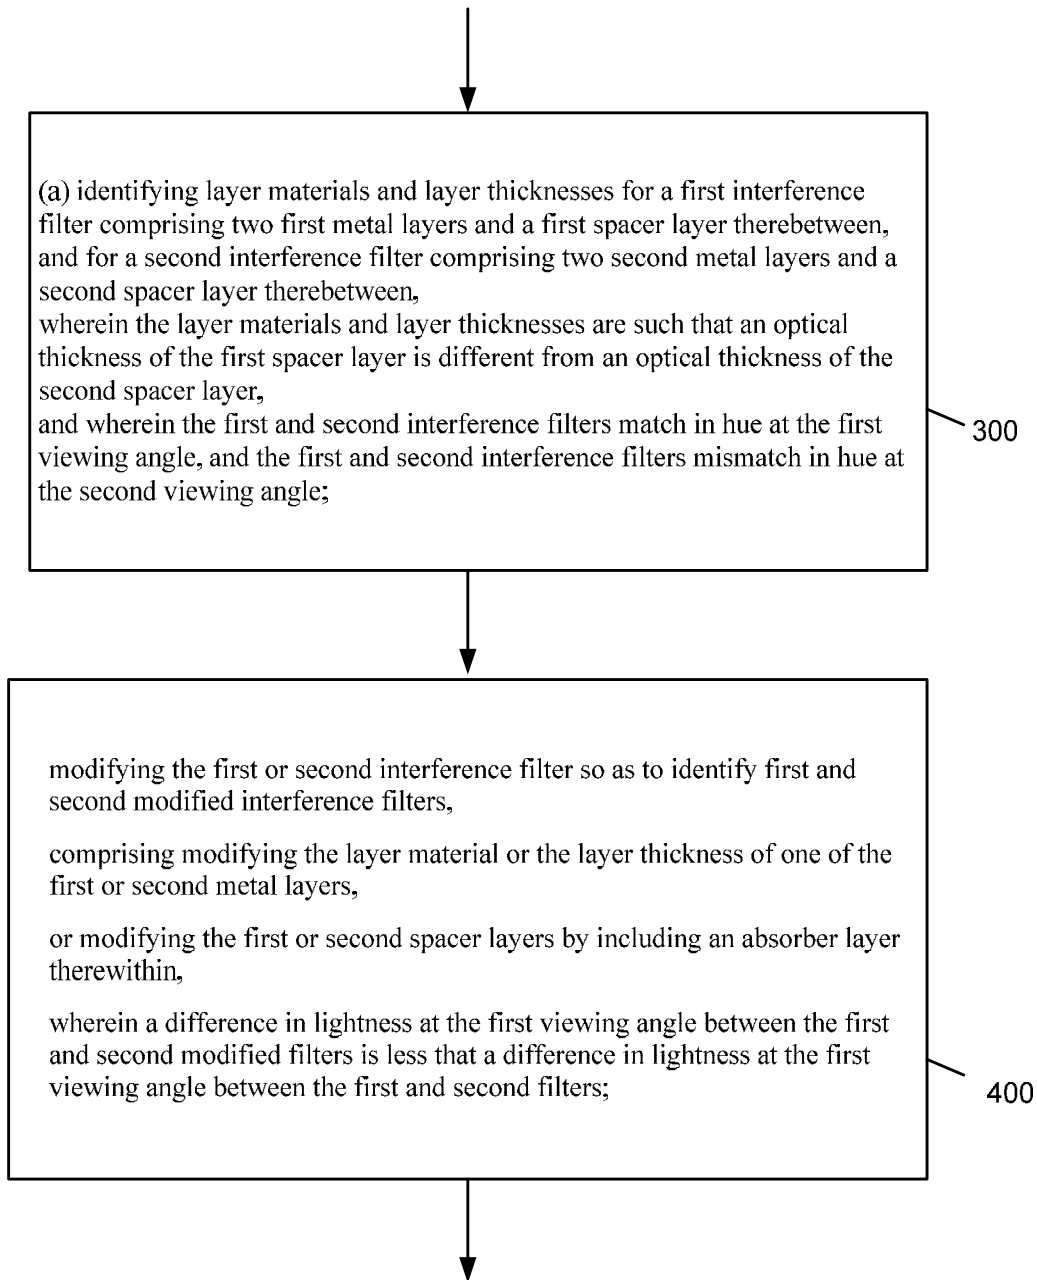 (a) identifying layer materials and layer thicknesses for a first interference
filter comprising two first metal layers and a first spacer layer therebetween,
and for a second interference filter comprising two second metal layers and a
second spacer layer therebetween,
wherein the layer materials and layer thicknesses are such that an optical
thickness of the first spacer layer is different from an optical thickness of the
second spacer layer,
and wherein the first and second interference filters match in hue at the first
viewing angle, and the first and second interference filters mismatch in hue at
the second viewing angle;
300
modifying the first or second interference filter so as to identify first and
second modified interference filters,
comprising modifying the layer material or the layer thickness of one of the
first or second metal layers,
or modifying the first or second spacer layers by including an absorber layer
therewithin,
wherein a difference in lightness at the first viewing angle between the first
and second modified filters is less that a difference in lightness at the first
viewing angle between the first and second filters;
400